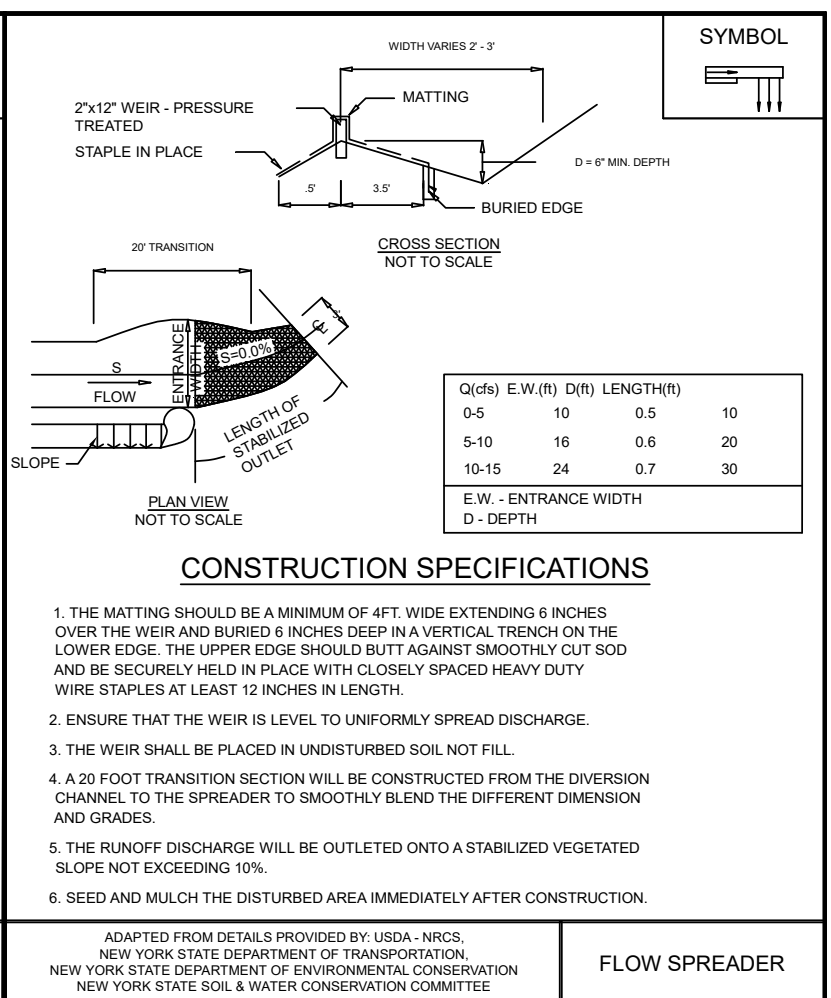 SYMBOL
WIDTH VARIES 2' - 3'
MATTING
2"x12" WEIR - PRESSURE
TREATED
STAPLE IN PLACE
D = 6" MIN. DEPTH
.5'
3.5'
BURIED EDGE
CROSS SECTION
NOT TO SCALE
20' TRANSITION
3'
℄
ENTRANCE
WIDTH
S=0.0%
S
FLOW
LENGTH OF
STABILIZED
OUTLET
SLOPE
PLAN VIEW
NOT TO SCALE
Q(cfs) E.W.(ft) D(ft) LENGTH(ft)
0-5 10 0.5 10
5-10 16 0.6 20
10-15 24 0.7 30
E.W. - ENTRANCE WIDTH
D - DEPTH
CONSTRUCTION SPECIFICATIONS
1. THE MATTING SHOULD BE A MINIMUM OF 4FT. WIDE EXTENDING 6 INCHES
OVER THE WEIR AND BURIED 6 INCHES DEEP IN A VERTICAL TRENCH ON THE
LOWER EDGE. THE UPPER EDGE SHOULD BUTT AGAINST SMOOTHLY CUT SOD
AND BE SECURELY HELD IN PLACE WITH CLOSELY SPACED HEAVY DUTY
WIRE STAPLES AT LEAST 12 INCHES IN LENGTH.
2. ENSURE THAT THE WEIR IS LEVEL TO UNIFORMLY SPREAD DISCHARGE.
3. THE WEIR SHALL BE PLACED IN UNDISTURBED SOIL NOT FILL.
4. A 20 FOOT TRANSITION SECTION WILL BE CONSTRUCTED FROM THE DIVERSION
CHANNEL TO THE SPREADER TO SMOOTHLY BLEND THE DIFFERENT DIMENSION
AND GRADES.
5. THE RUNOFF DISCHARGE WILL BE OUTLETED ONTO A STABILIZED VEGETATED
SLOPE NOT EXCEEDING 10%.
6. SEED AND MULCH THE DISTURBED AREA IMMEDIATELY AFTER CONSTRUCTION.
ADAPTED FROM DETAILS PROVIDED BY: USDA - NRCS,
NEW YORK STATE DEPARTMENT OF TRANSPORTATION,
NEW YORK STATE DEPARTMENT OF ENVIRONMENTAL CONSERVATION
NEW YORK STATE SOIL & WATER CONSERVATION COMMITTEE
FLOW SPREADER